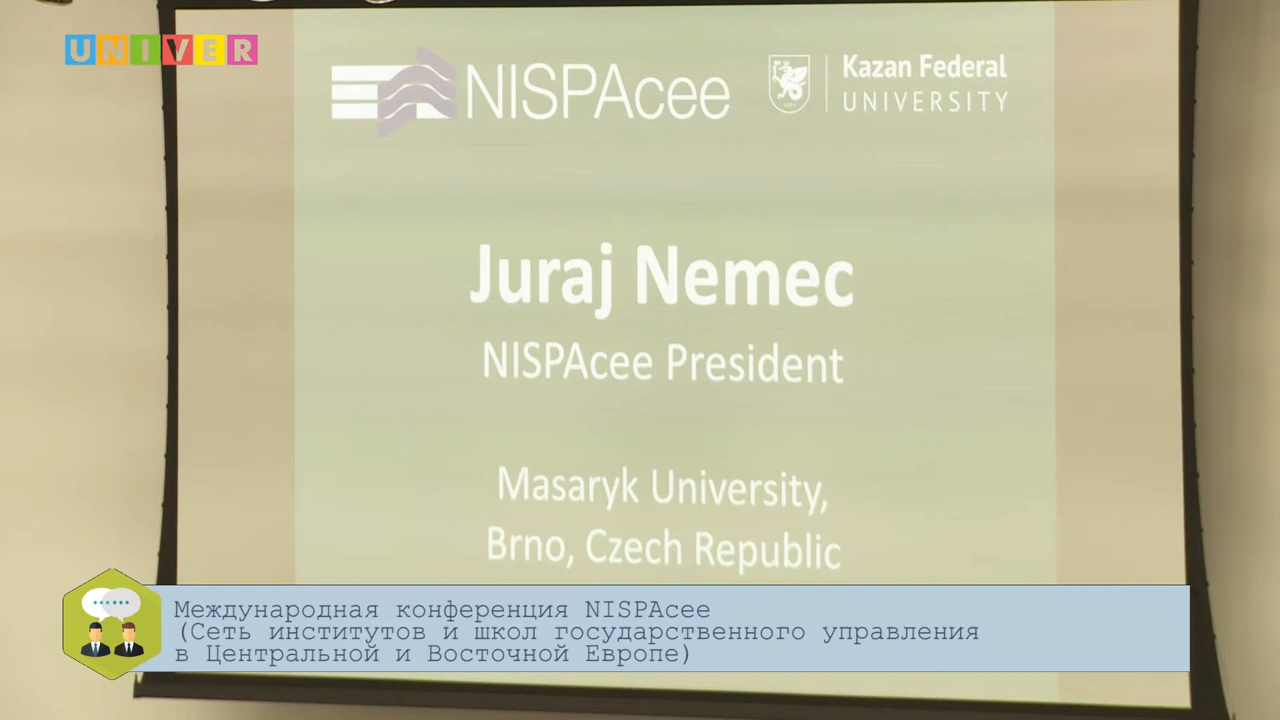 UNIVER
NISPAcee
Kazan Federal
UNIVERSITY
Juraj Nemec
NISPAcee President
Masaryk University,
Brno, Czech Republic
Международная конференция NISPAcee
(Сеть институтов и школ государственного управления
в Центральной и Восточной Европе)